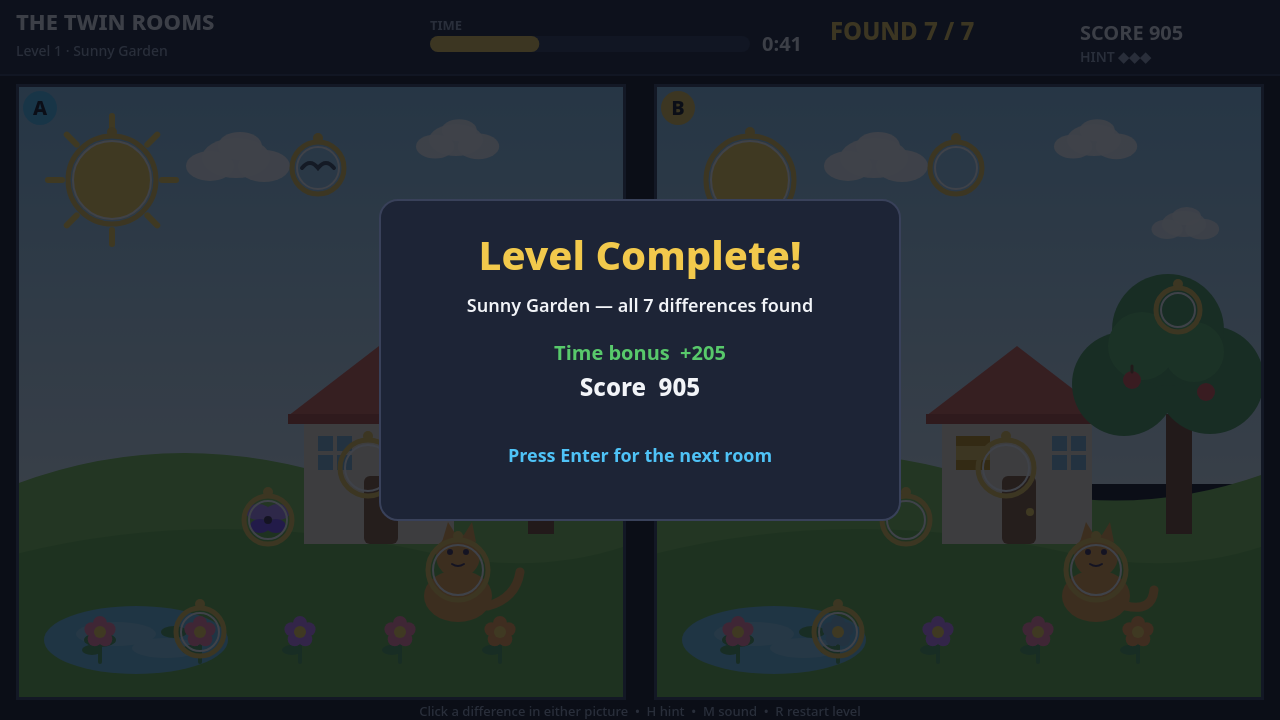 THE TWIN ROOMS
Level 1 · Sunny Garden
TIME
0:41
FOUND 7 / 7
SCORE 905
HINT ◆◆◆
A
B
Level Complete!
Sunny Garden — all 7 differences found
Time bonus +205
Score 905
Press Enter for the next room
Click a difference in either picture • H hint • M sound • R restart level